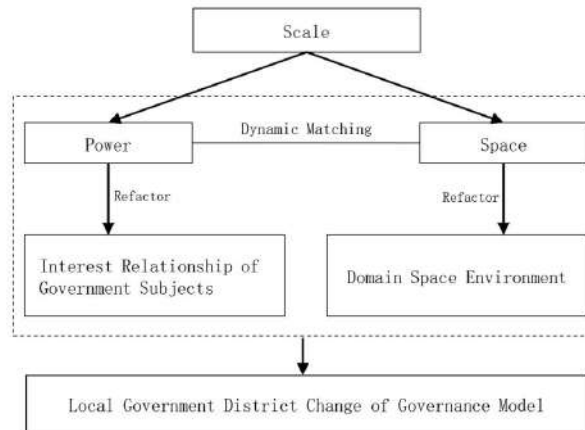 Scale
Dynamic Matching
Power
Space
Refactor
Refactor
Interest Relationship of
Government Subjects
Domain Space Environment
Local Government District Change of Governance Model